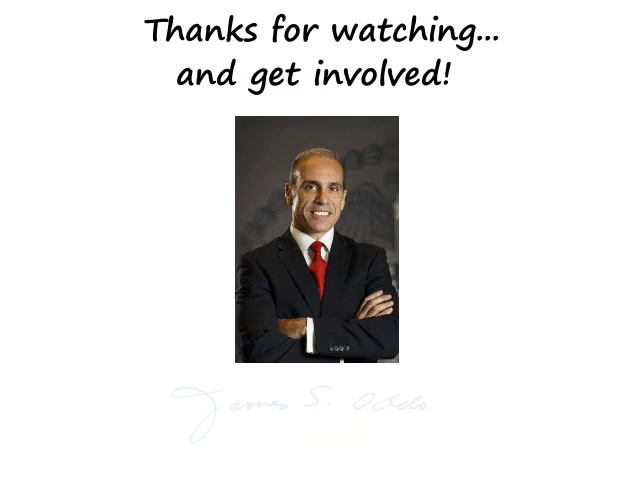 Thanks for watching...
and get involved!
James S. Oddo